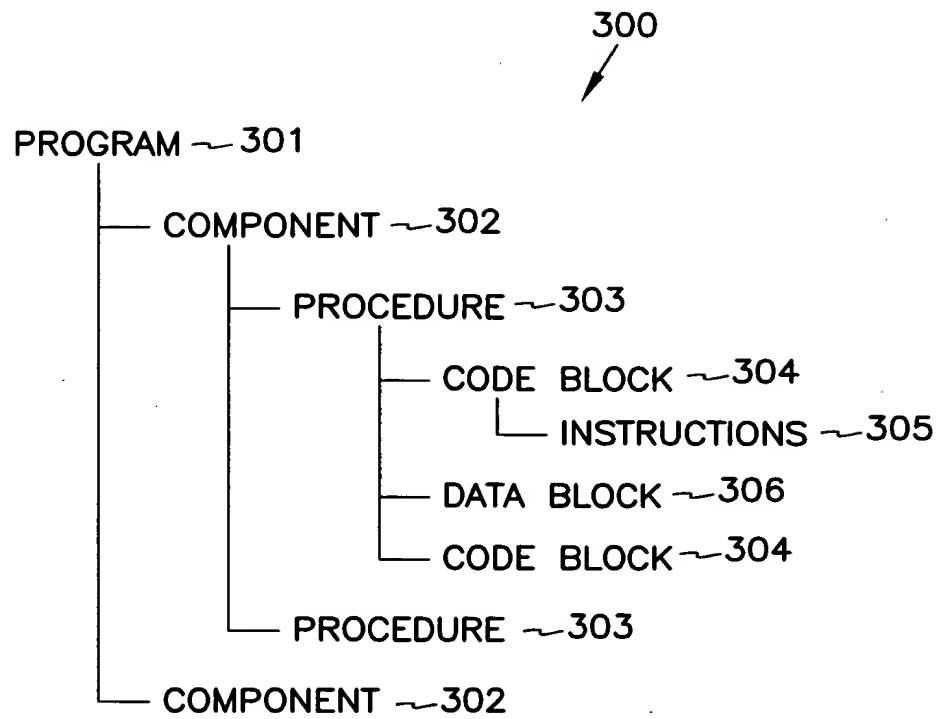 300
PROGRAM 301
COMPONENT 302
PROCEDURE 303
CODE BLOCK 304
INSTRUCTIONS 305
DATA BLOCK 306
CODE BLOCK 304
PROCEDURE 303
COMPONENT 302